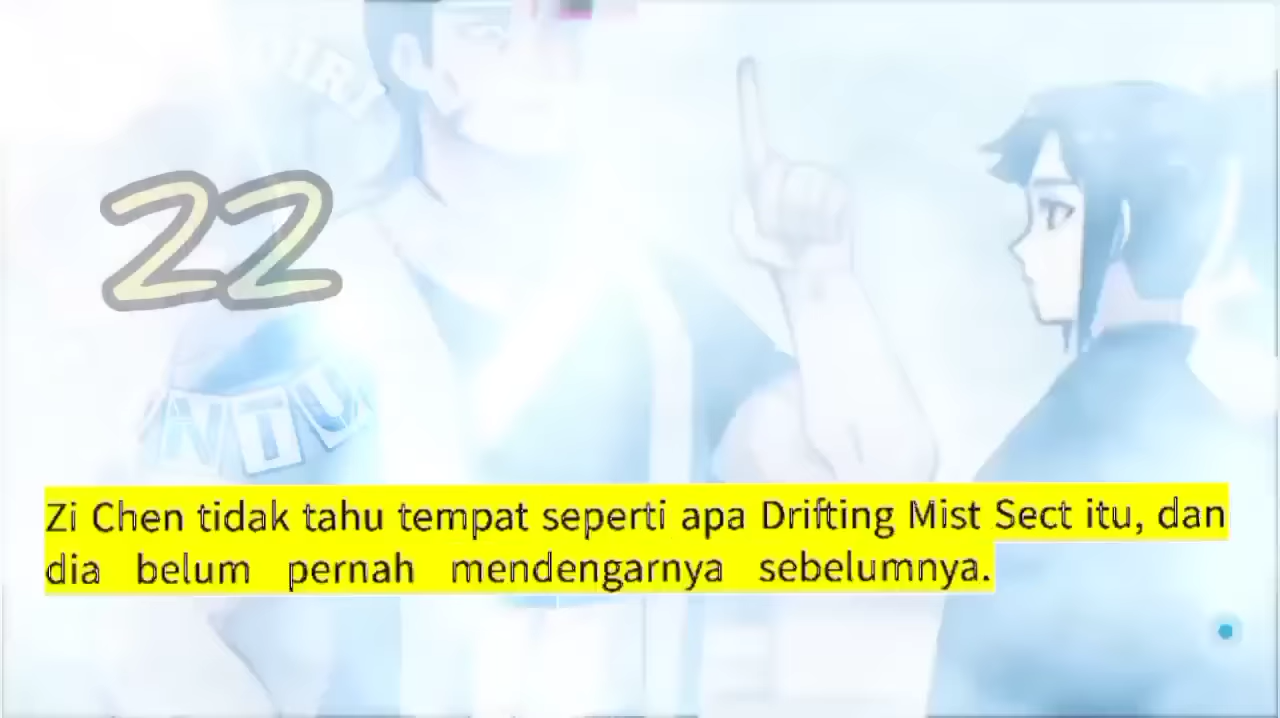 22
Zi Chen tidak tahu tempat seperti apa Drifting Mist Sect itu, dan
dia belum pernah mendengarnya sebelumnya.